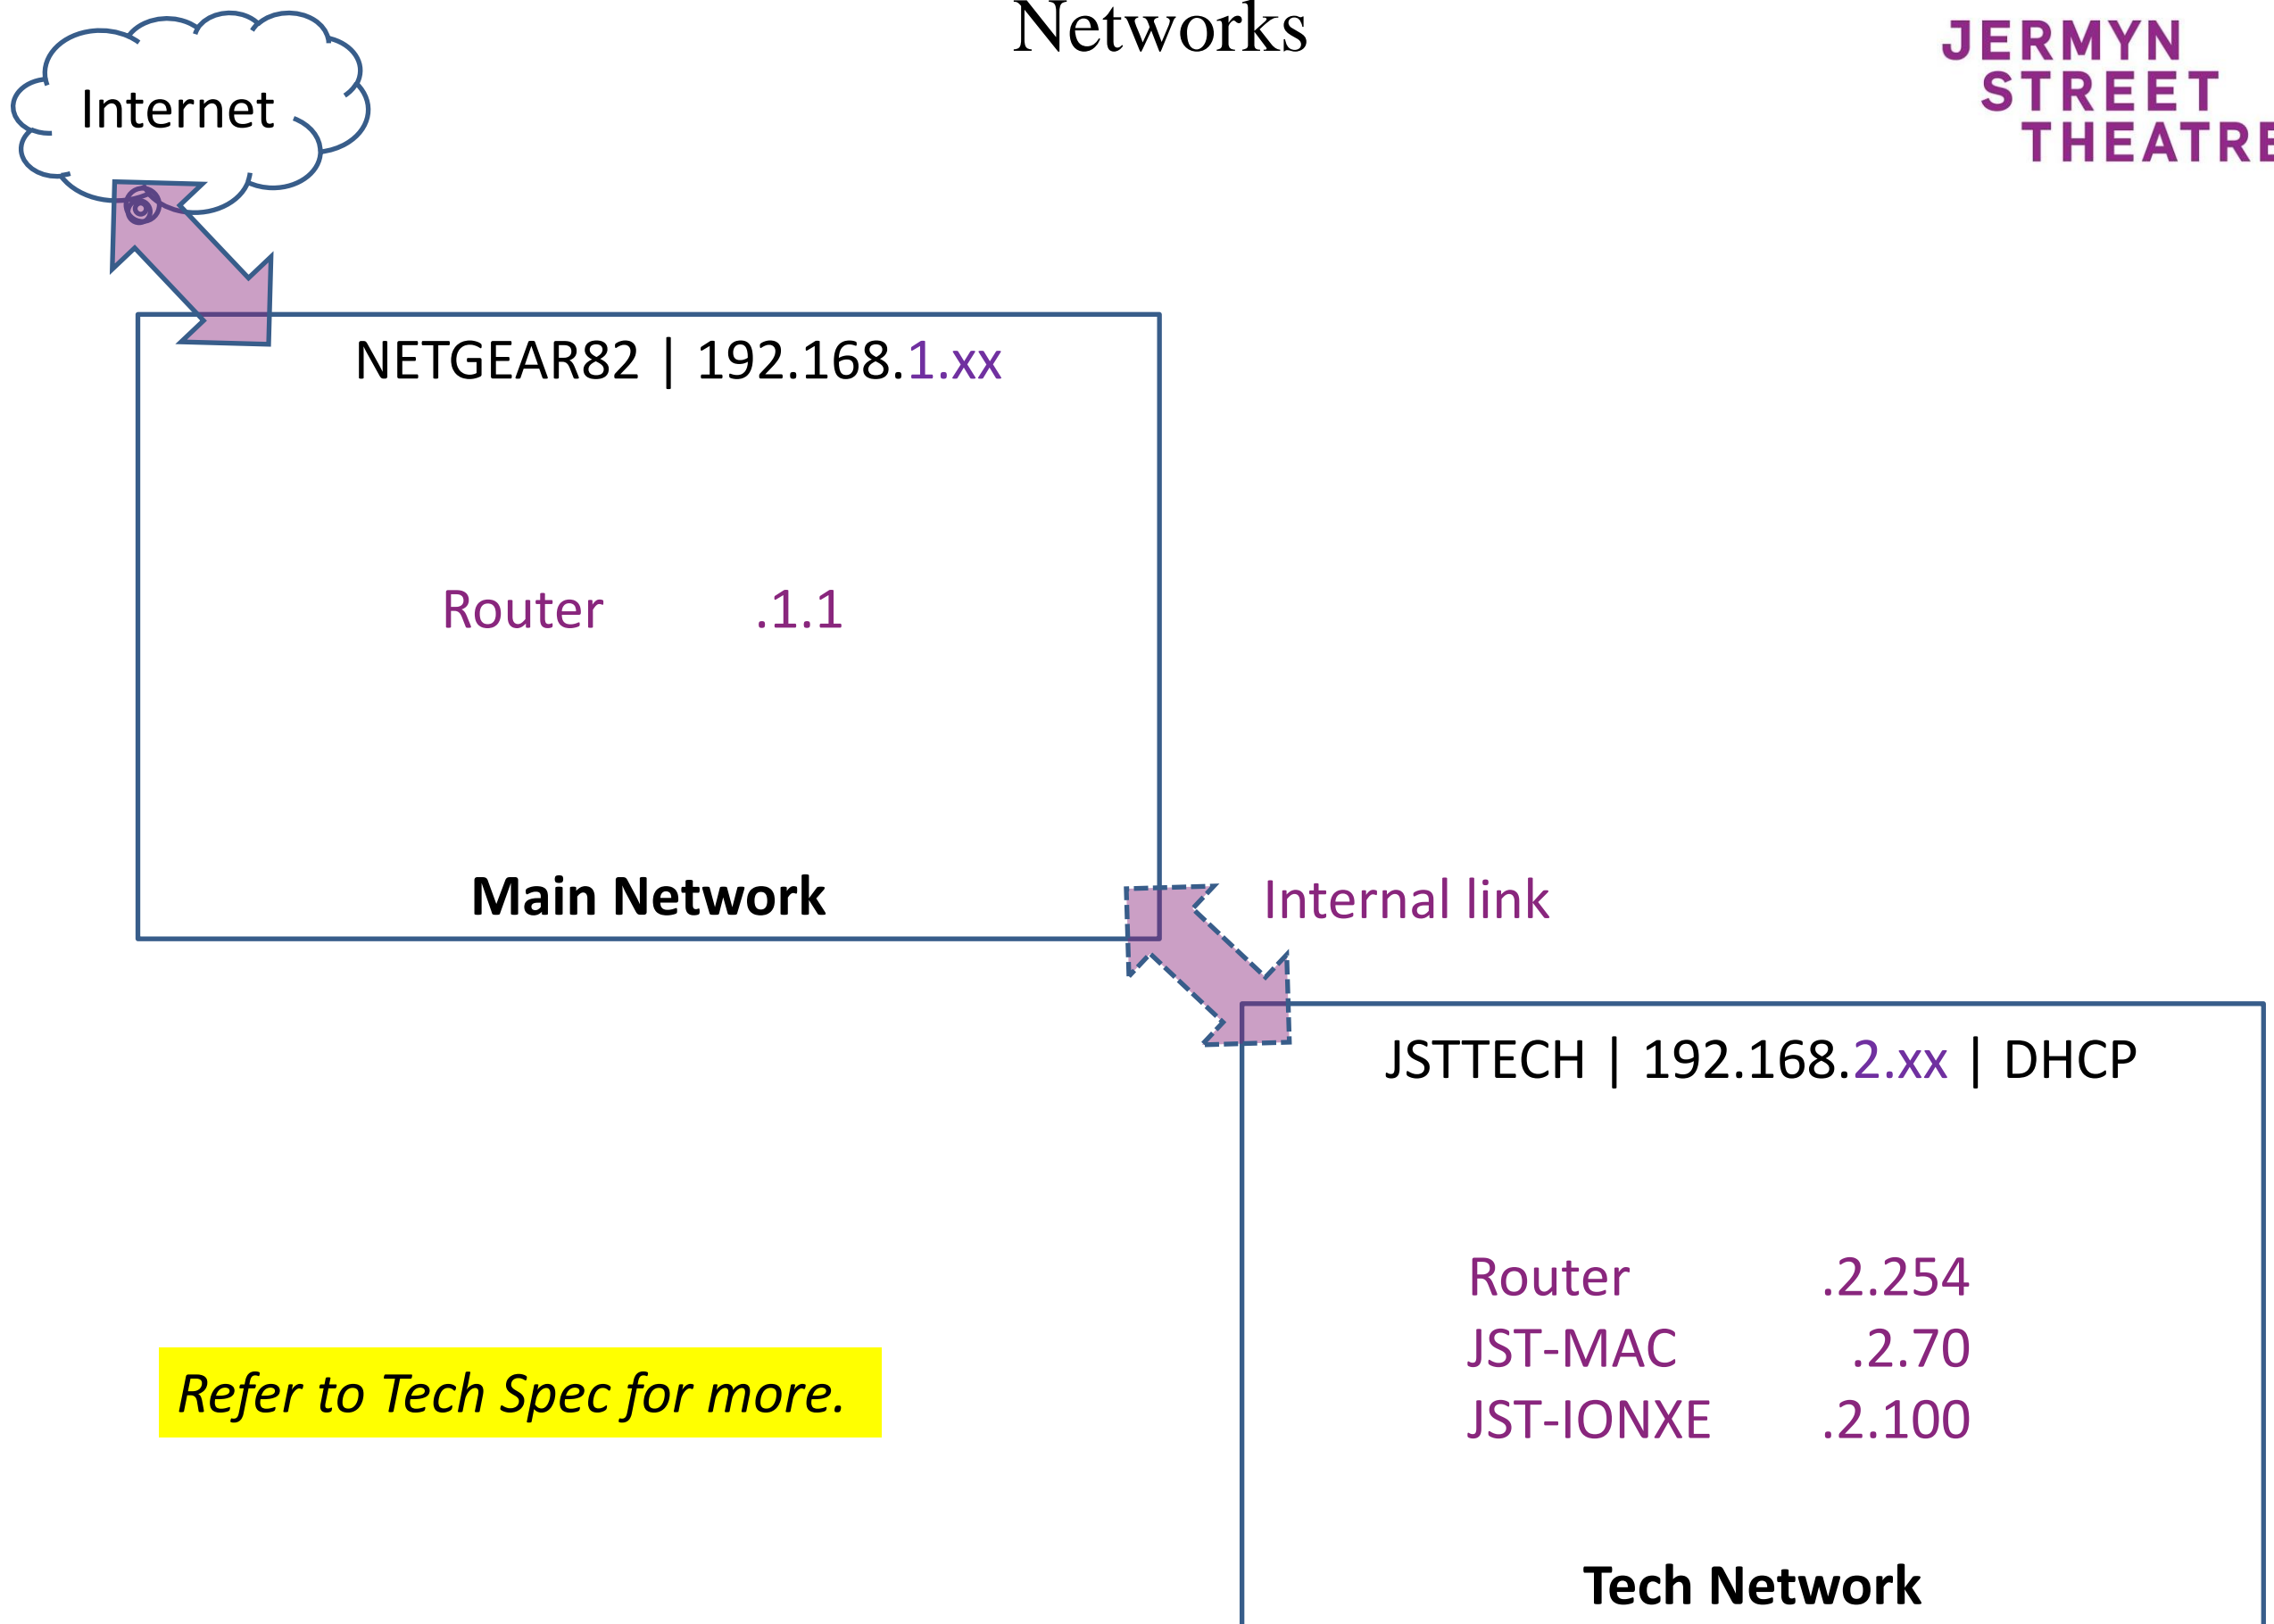 Networks
JERMYN
STREET
THEATRE
Internet
NETGEAR82 | 192.168.1.xx
Router .1.1
Main Network
Internal link
JSTTECH | 192.168.2.xx | DHCP
Router .2.254
JST-MAC .2.70
JST-IONXE .2.100
Refer to Tech Spec for more.
Tech Network